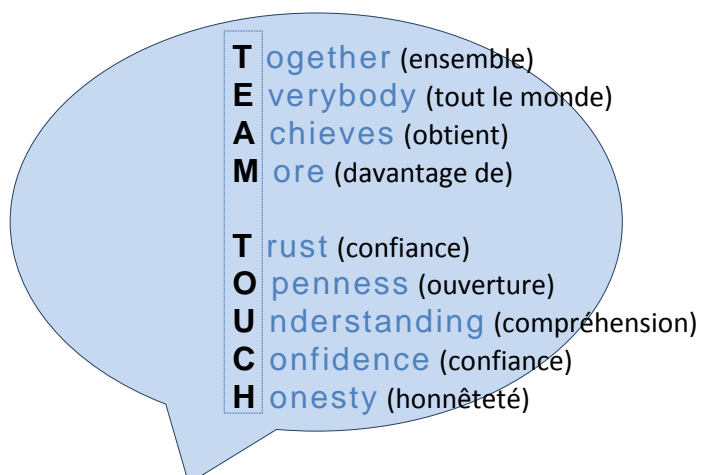 Together (ensemble)
Everybody (tout le monde)
Achieves (obtient)
More (davantage de)
Trust (confiance)
Openness (ouverture)
Understanding (compréhension)
Confidence (confiance)
Honesty (honnêteté)